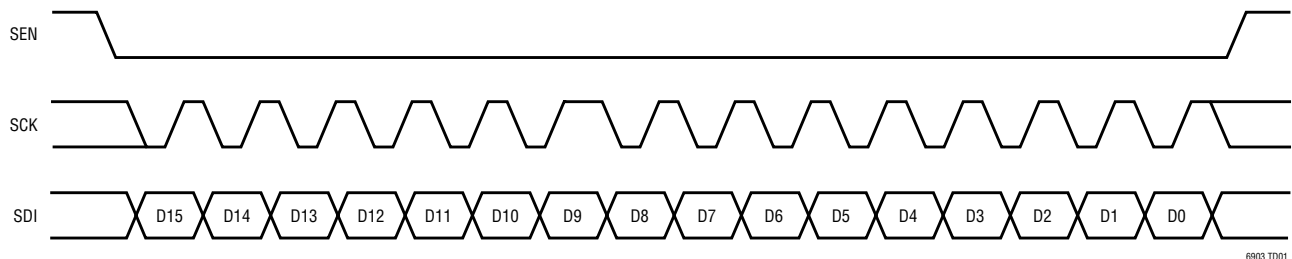 SEN
SCK
SDI D15 D14 D13 D12 D11 D10 D9 D8 D7 D6 D5 D4 D3 D2 D1 D0
6903 TD01